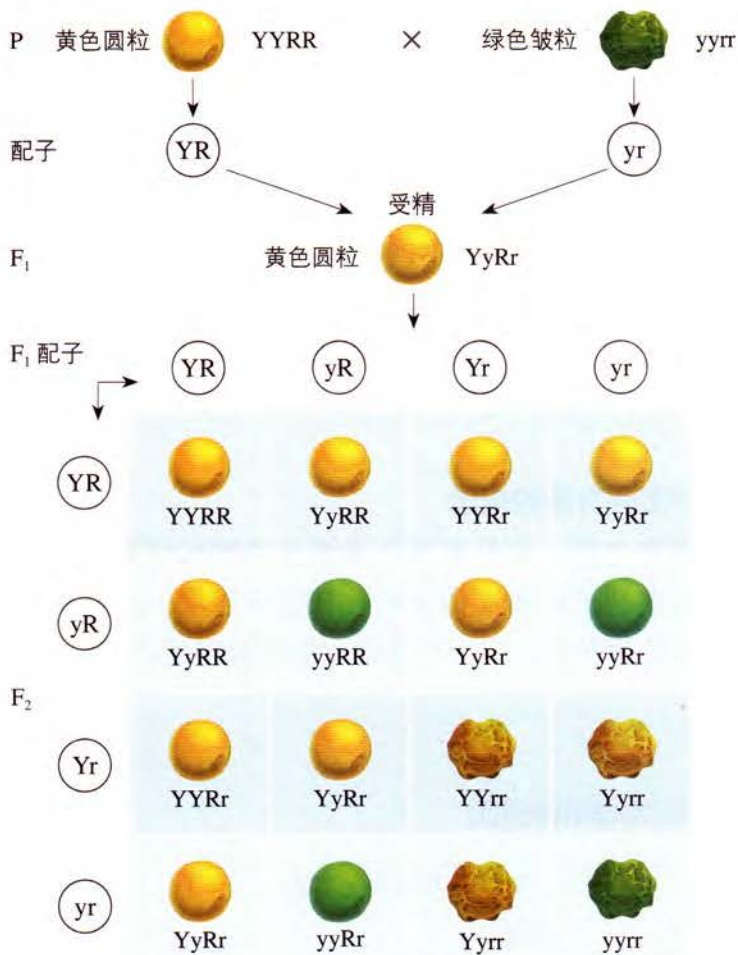 P 黄色圆粒 YYRR × 绿色皱粒 yyrr
配子 YR yr
受精
F₁ 黄色圆粒 YyRr
F₁ 配子 YR yR Yr yr
YR
YYRR YyRR YYRr YyRr
yR
YyRR yyRR YyRr yyRr
F₂
Yr
YYRr YyRr YYrr Yyrr
yr
YyRr yyRr Yyrr yyrr